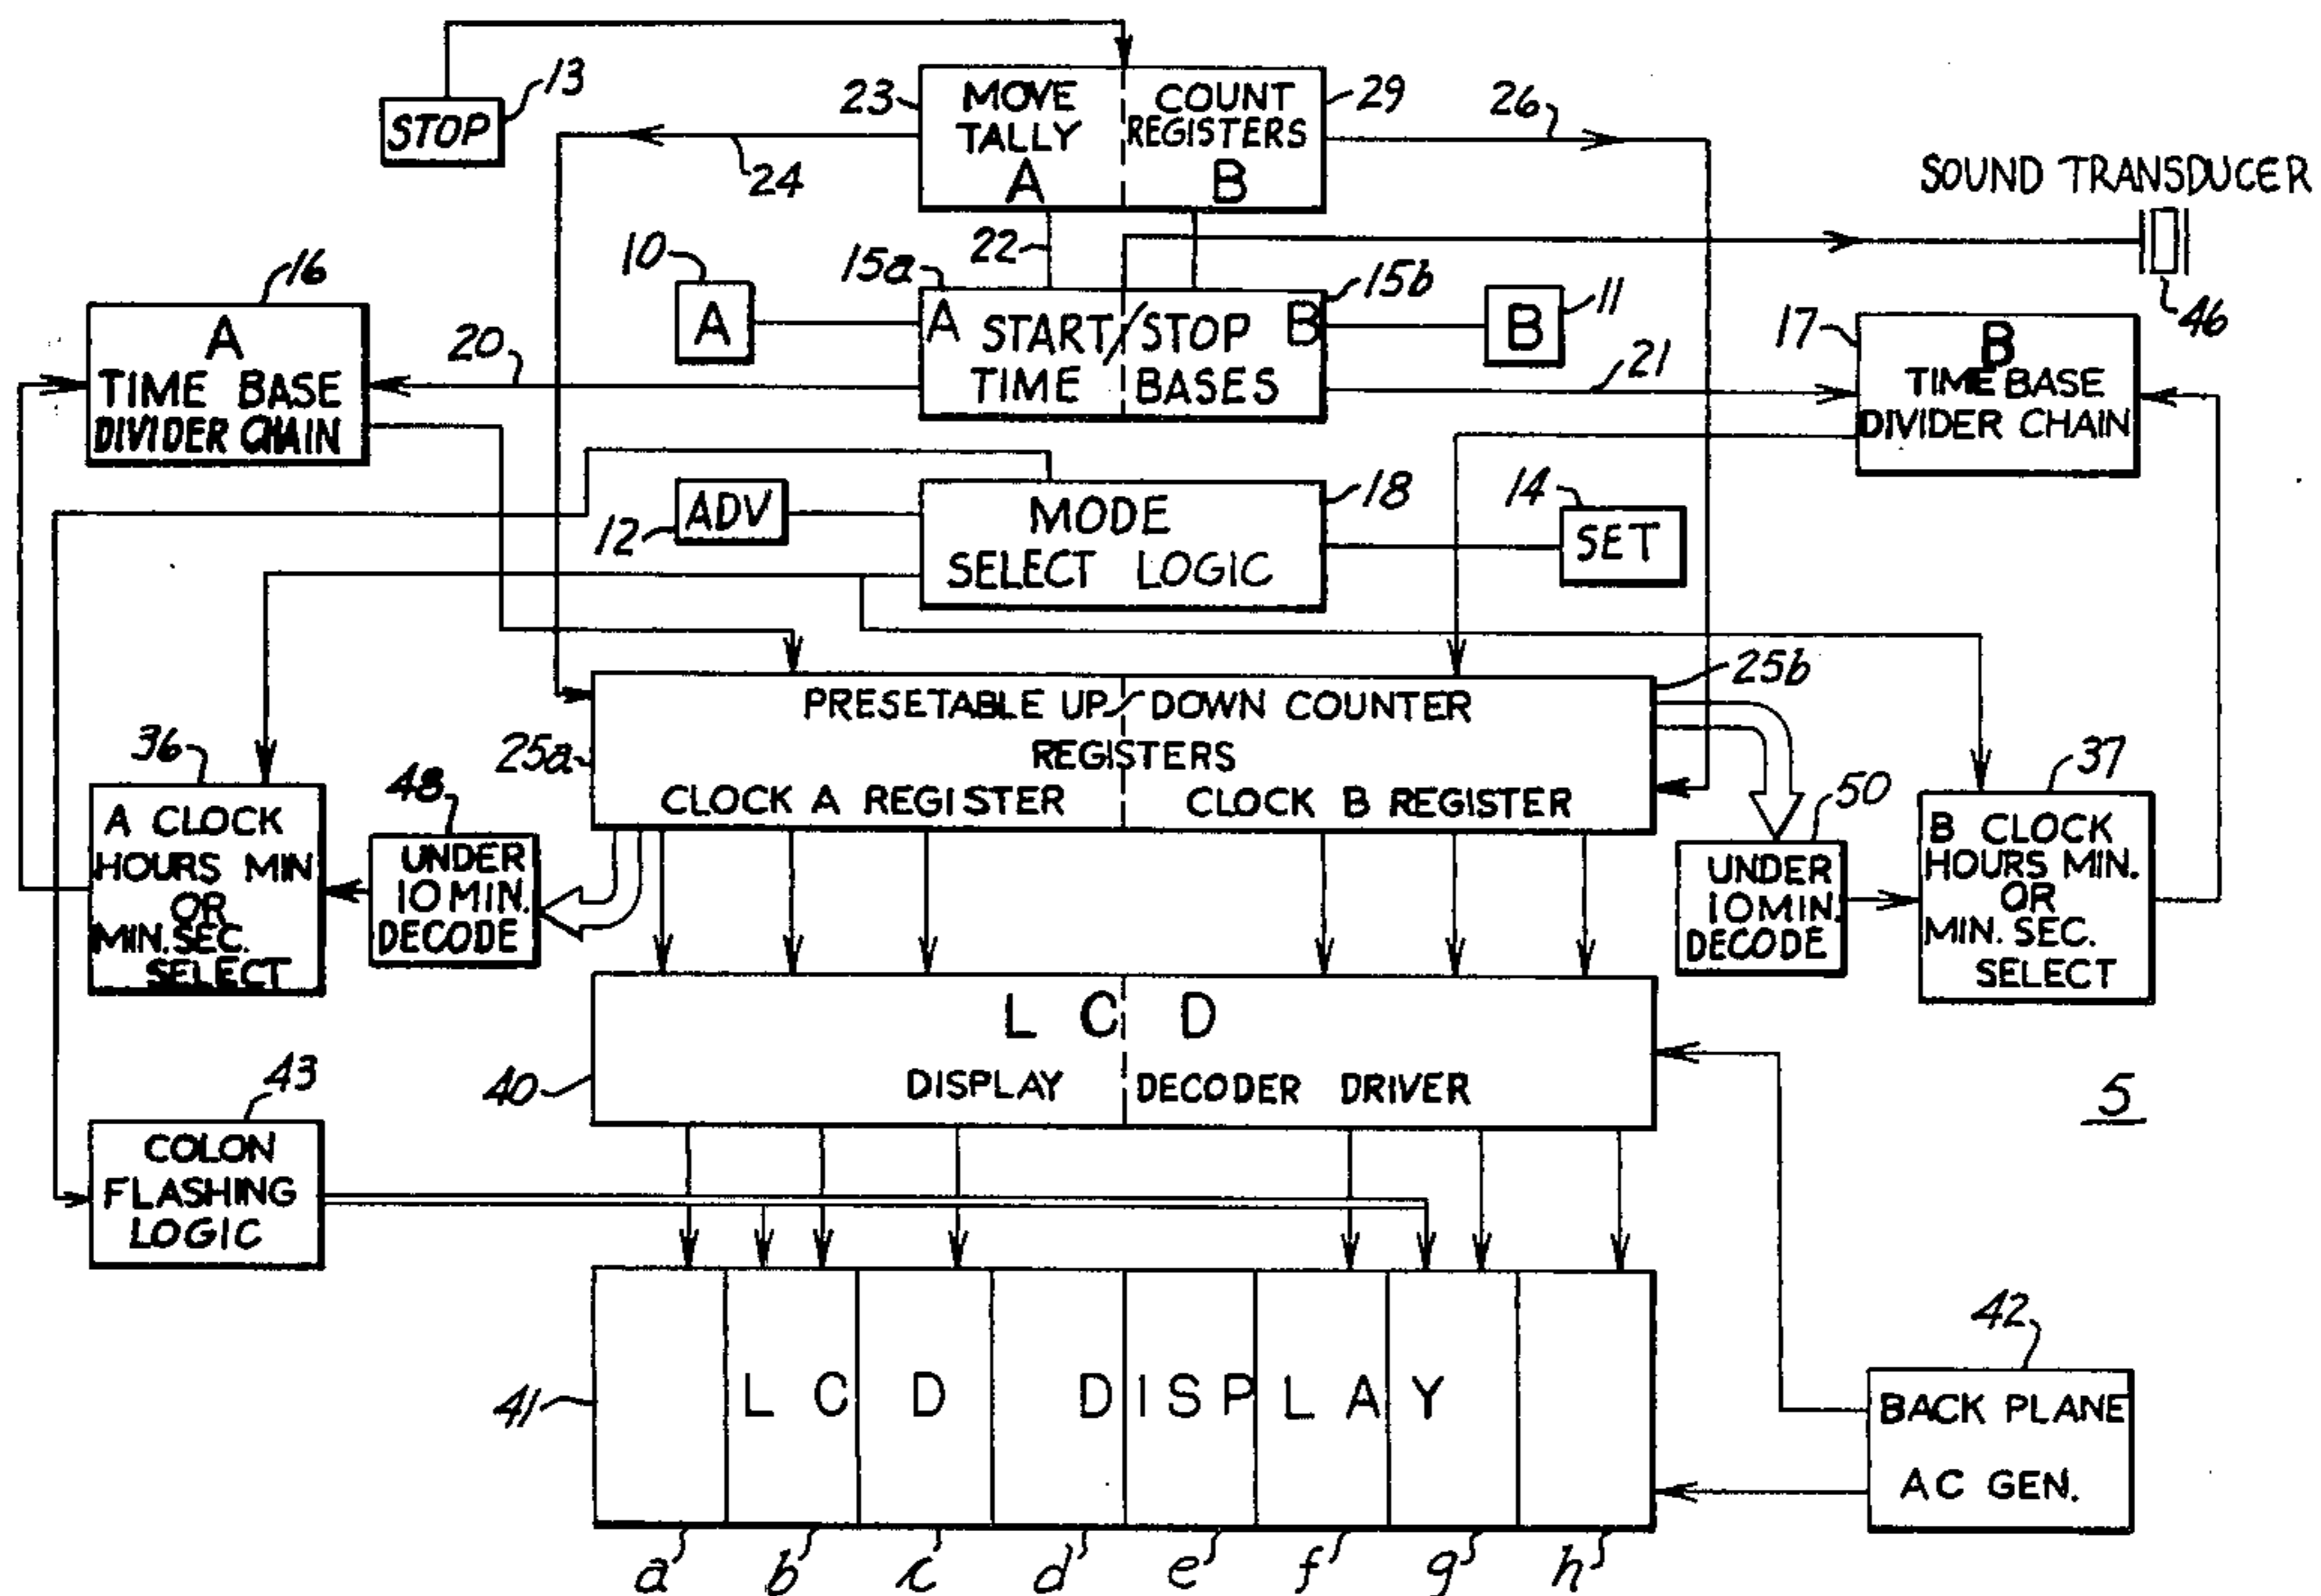 13
STOP
23
MOVE TALLY A
COUNT REGISTERS B
29
26
24
SOUND TRANSDUCER
46
22
10
A
15a
15b
A START/STOP B
TIME BASES
B
11
16
A
TIME BASE
DIVIDER CHAIN
20
21
17
B
TIME BASE
DIVIDER CHAIN
12
ADV
MODE
SELECT LOGIC
18
14
SET
25b
PRESETABLE UP/DOWN COUNTER
REGISTERS
CLOCK A REGISTER
CLOCK B REGISTER
25a
36
A CLOCK
HOURS MIN
OR
MIN. SEC.
SELECT
48
UNDER
10 MIN.
DECODE
50
UNDER
10 MIN.
DECODE
37
B CLOCK
HOURS MIN.
OR
MIN. SEC.
SELECT
40
LCD
DISPLAY DECODER DRIVER
5
43
COLON
FLASHING
LOGIC
41
LCD DISPLAY
42
BACK PLANE
AC GEN.
a b c d e f g h